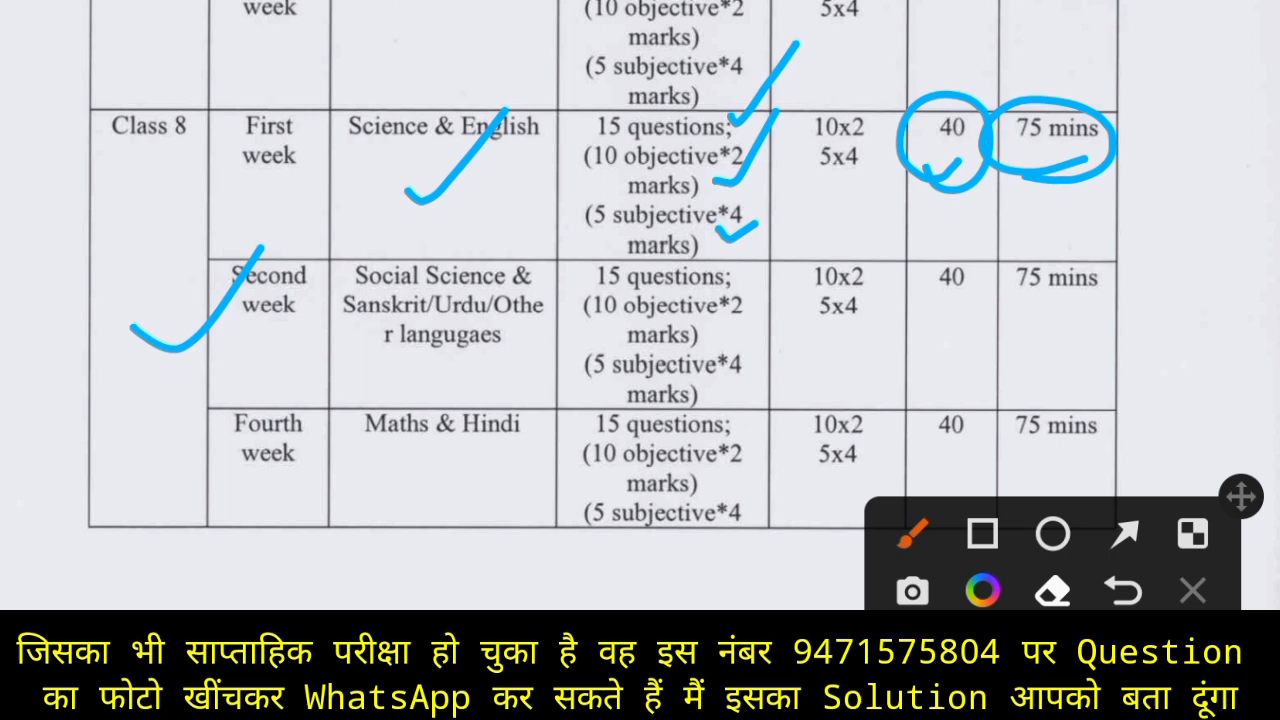 week
(10 objective*2
5x4
marks)
(5 subjective*4
marks)
Class 8
First
week
Science & English
15 questions;
(10 objective*2
marks)
(5 subjective*4
marks)
10x2
5x4
40
75 mins
Second
week
Social Science &
Sanskrit/Urdu/Othe
r langugaes
15 questions;
(10 objective*2
marks)
(5 subjective*4
marks)
10x2
5x4
40
75 mins
Fourth
week
Maths & Hindi
15 questions;
(10 objective*2
marks)
(5 subjective*4
10x2
5x4
40
75 mins
जिसका भी साप्ताहिक परीक्षा हो चुका है वह इस नंबर 9471575804 पर Question
का फोटो खींचकर WhatsApp कर सकते हैं मैं इसका Solution आपको बता दूंगा